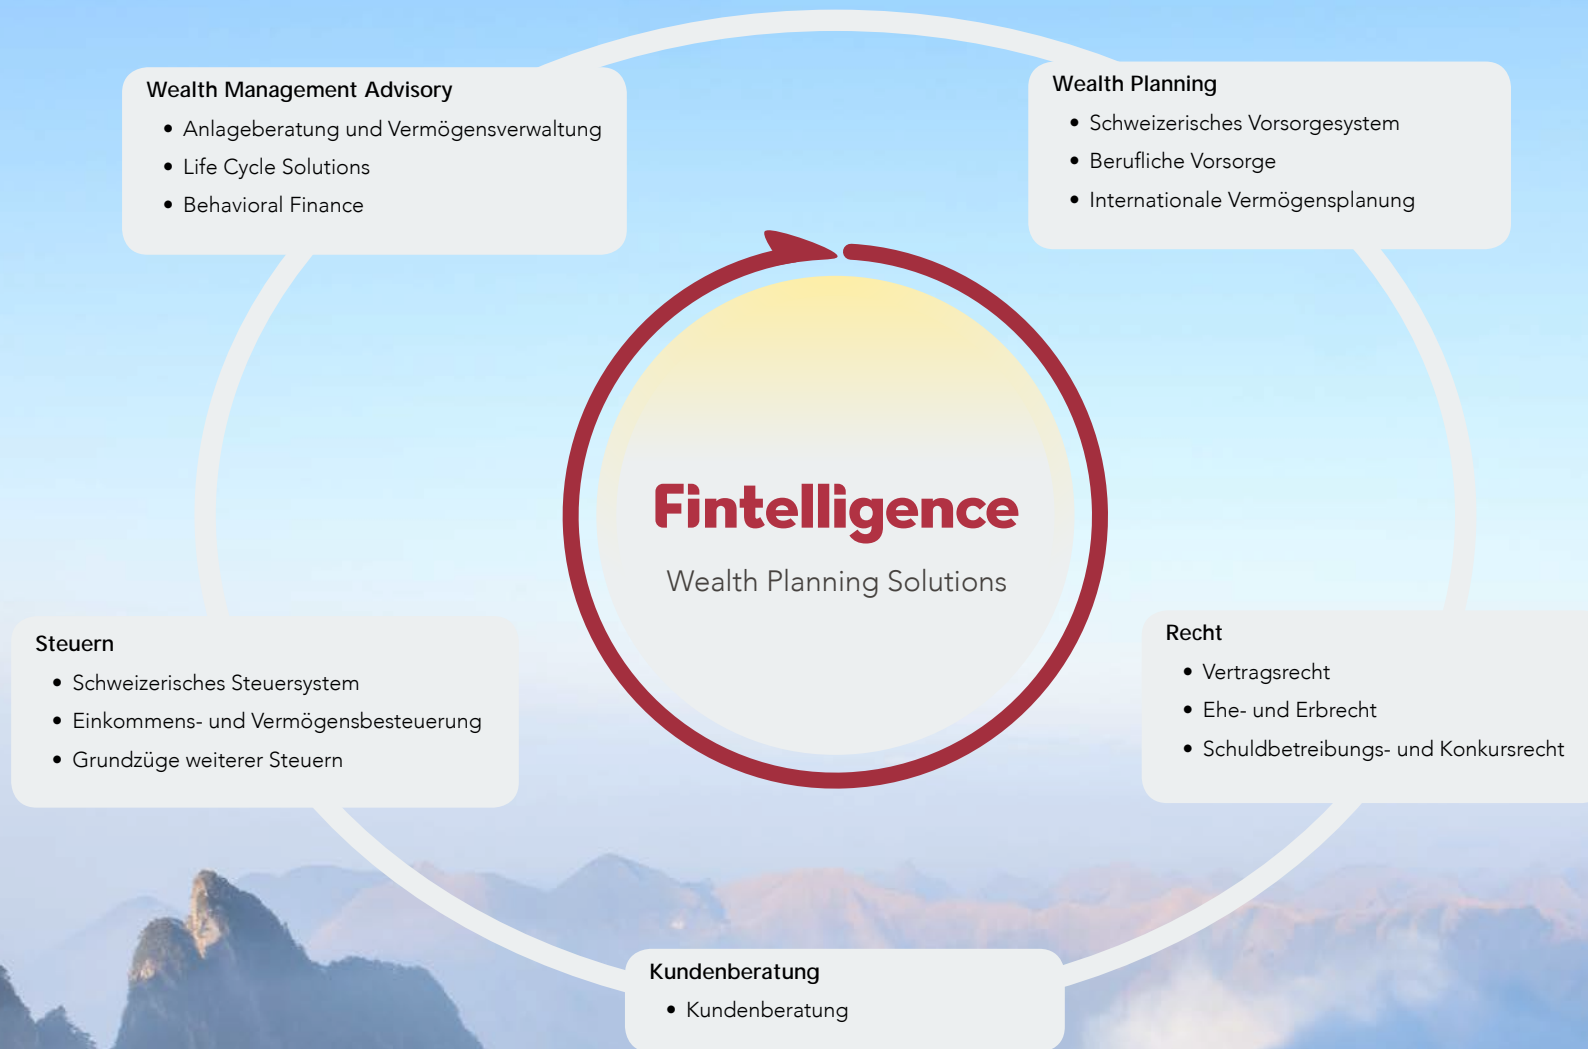 Wealth Management Advisory
• Anlageberatung und Vermögensverwaltung
• Life Cycle Solutions
• Behavioral Finance
Wealth Planning
• Schweizerisches Vorsorgesystem
• Berufliche Vorsorge
• Internationale Vermögensplanung
Fintelligence
Wealth Planning Solutions
Steuern
• Schweizerisches Steuersystem
• Einkommens- und Vermögensbesteuerung
• Grundzüge weiterer Steuern
Recht
• Vertragsrecht
• Ehe- und Erbrecht
• Schuldbetreibungs- und Konkursrecht
Kundenberatung
• Kundenberatung